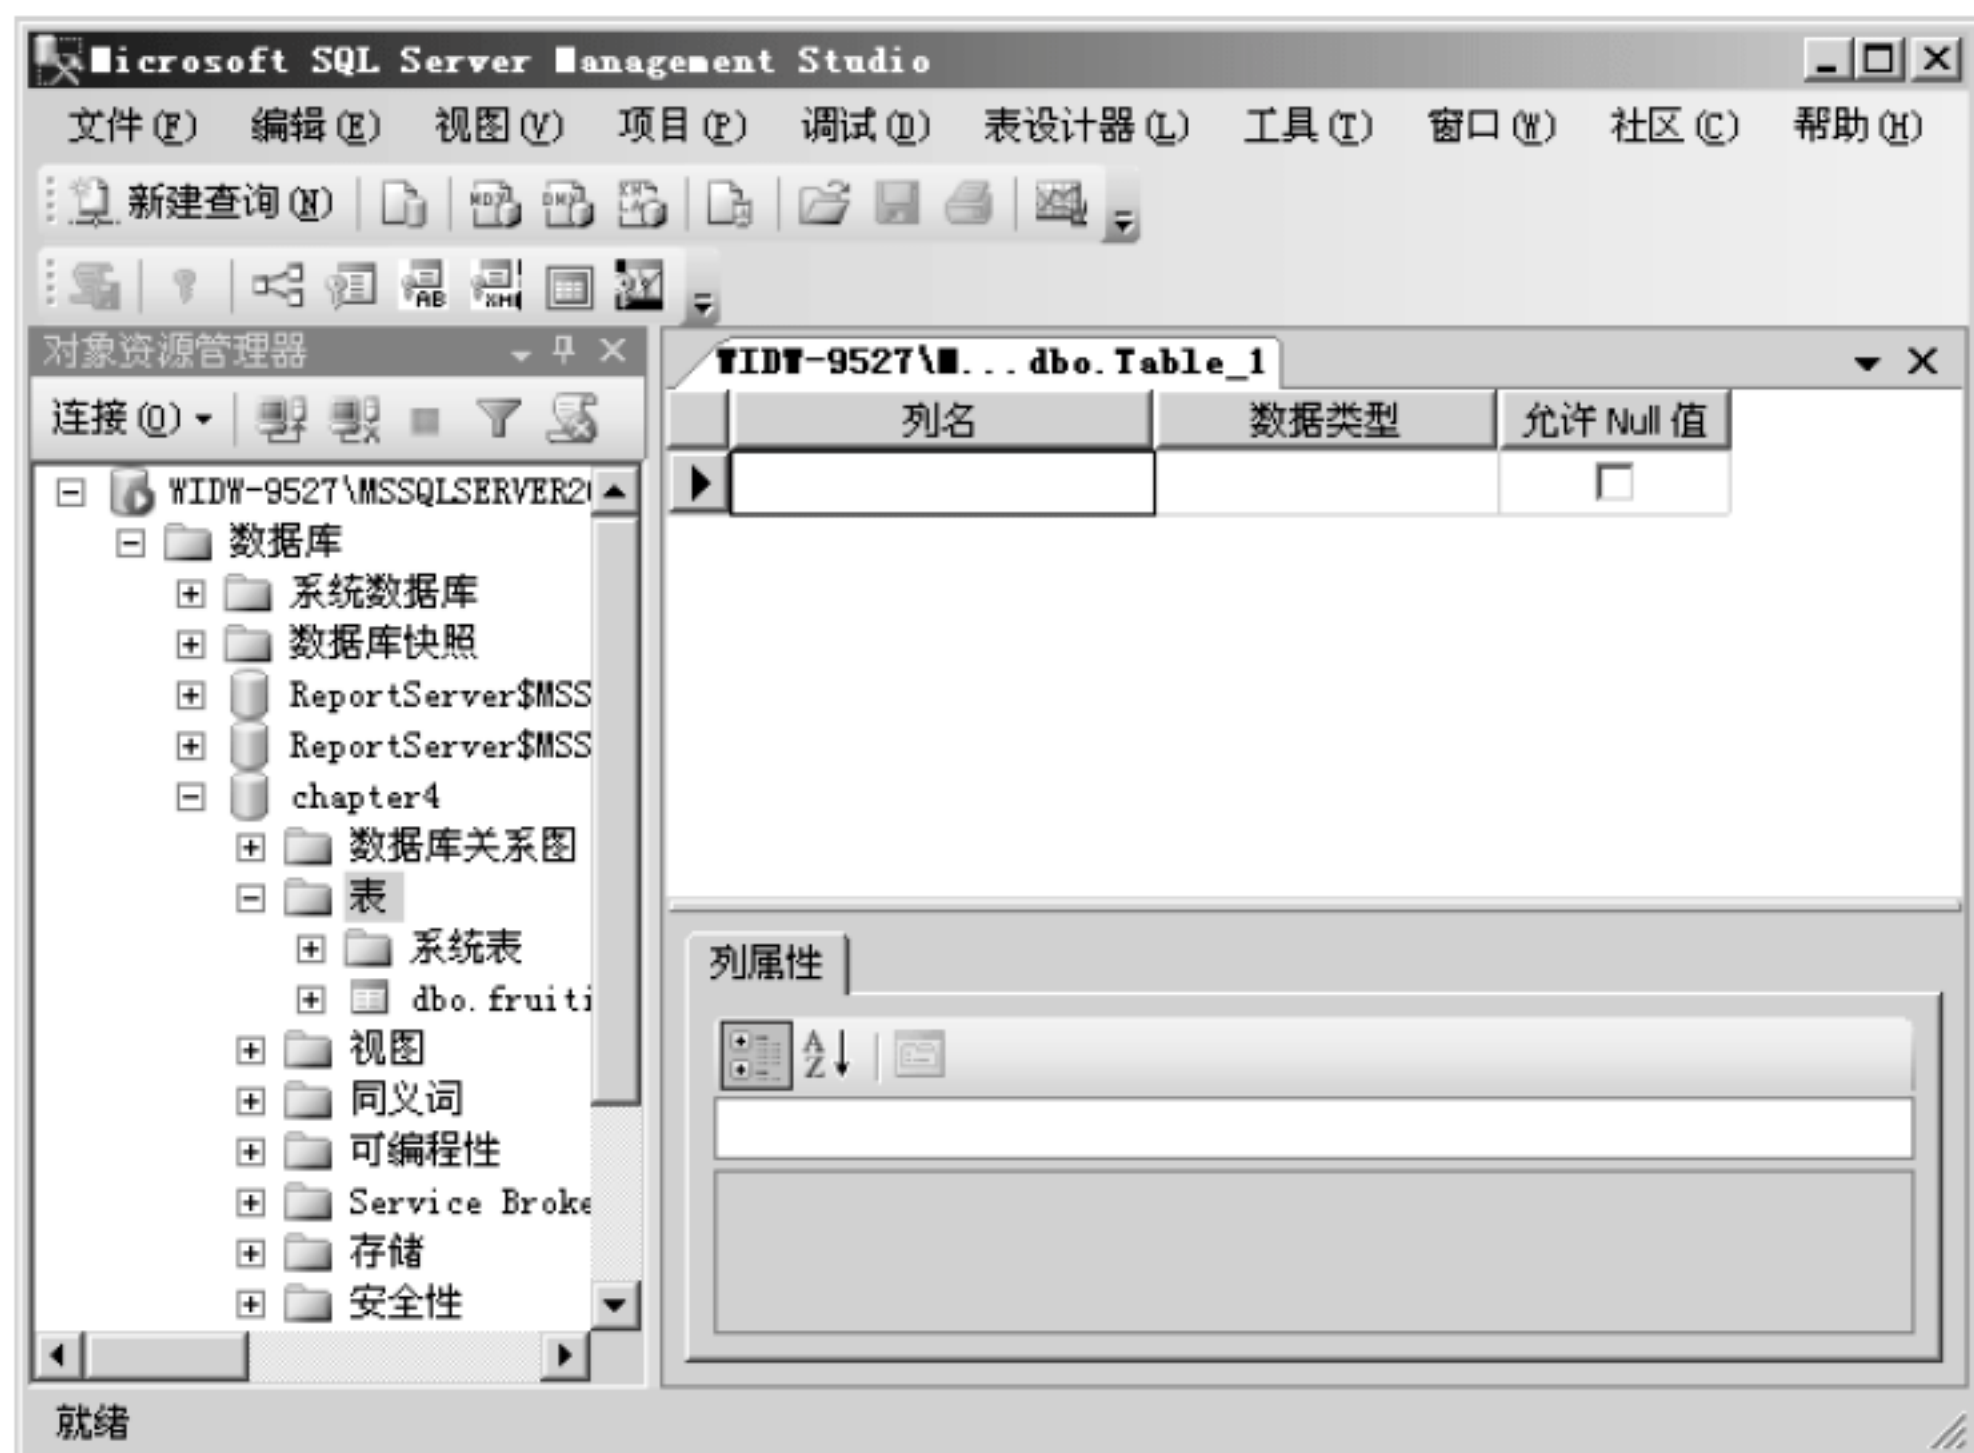 Microsoft SQL Server Management Studio
文件(F) 编辑(E) 视图(V) 项目(P) 调试(D) 表设计器(L) 工具(T) 窗口(W) 社区(C) 帮助(H)
新建查询(N)
对象资源管理器
WIDW-9527\M...dbo.Table_1
连接(O)
列名 数据类型 允许 Null 值
WIDW-9527\MSSQLSERVER2
数据库
系统数据库
数据库快照
ReportServer$MSS
ReportServer$MSS
chapter4
数据库关系图
表
系统表
dbo.fruiti
视图
同义词
可编程性
Service Broke
存储
安全性
列属性
就绪